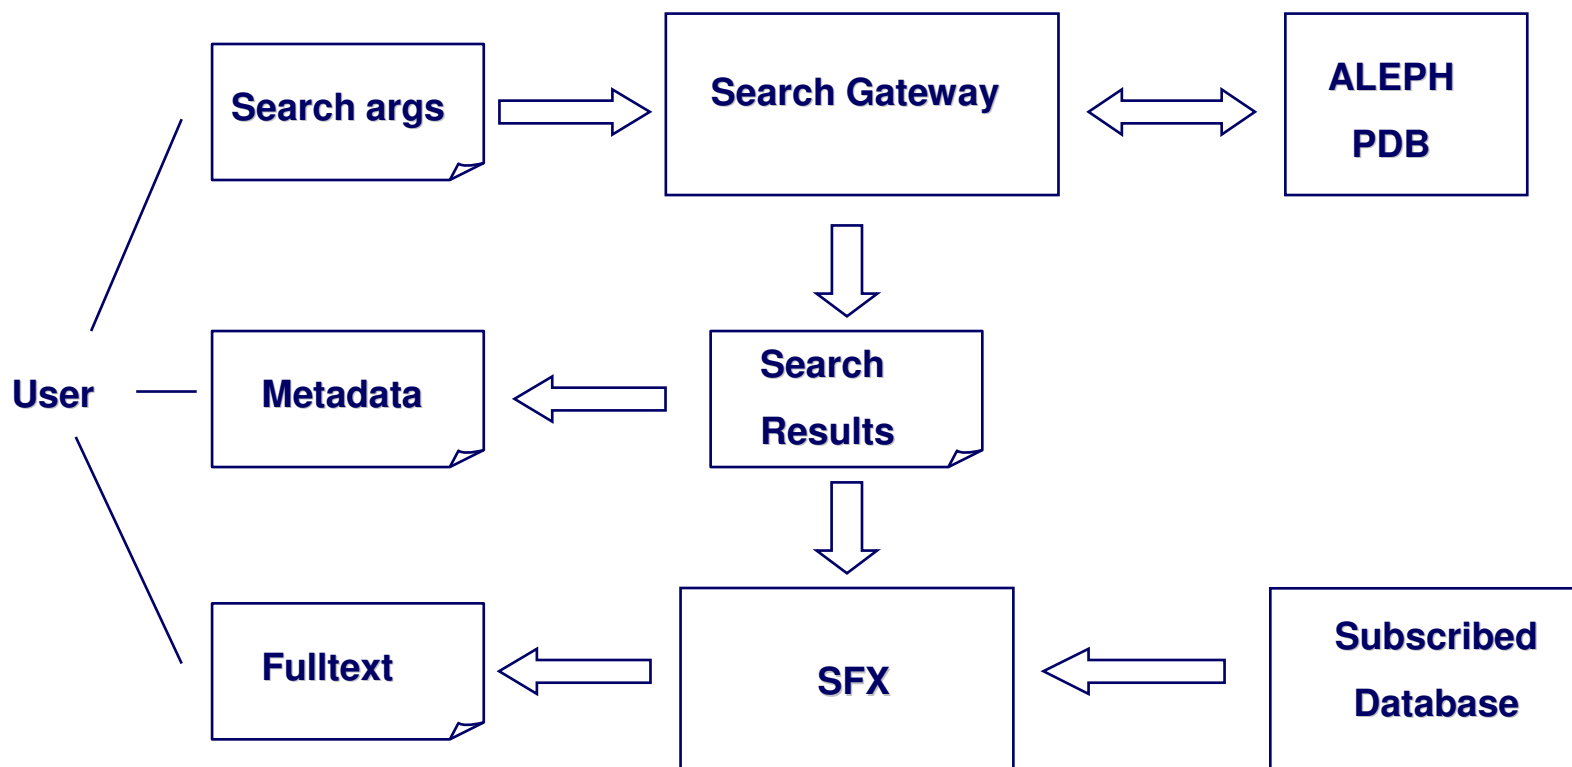 Search args
Search Gateway
ALEPH
PDB
User
Metadata
Search
Results
Fulltext
SFX
Subscribed
Database